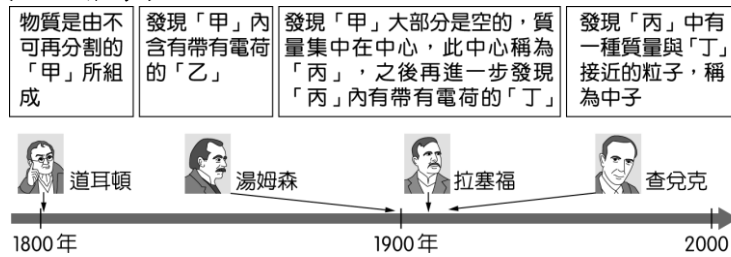 物質是由不
可再分割的
「甲」所組
成
發現「甲」內
含有帶有電荷
的「乙」
發現「甲」大部分是空的，質
量集中在中心，此中心稱為
「丙」，之後再進一步發現
「丙」內有帶有電荷的「丁」
發現「丙」中有
一種質量與「丁」
接近的粒子，稱
為中子
道耳頓
湯姆森
拉塞福
查兌克
1800年
1900年
2000